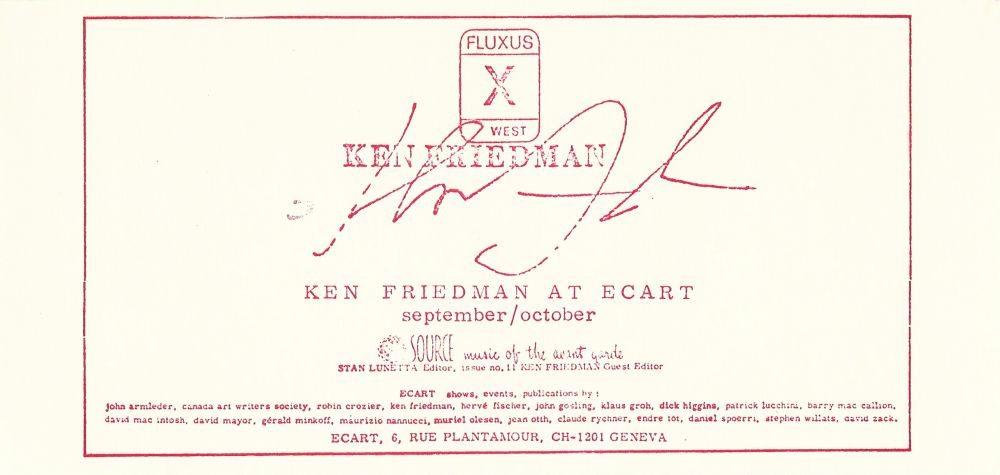 FLUXUS
X
WEST
KEN FRIEDMAN
KEN FRIEDMAN AT ECART
september/october
SOURCE music of the avant garde
STAN LUNETTA Editor, issue no. 11 KEN FRIEDMAN Guest Editor
ECART shows, events, publications by :
john armleder, canada art writers society, robin crozier, ken friedman, hervé fischer, john gosling, klaus groh, dick higgins, patrick lucchini, barry mac callion,
david mac intosh, david mayor, gérald minkoff, maurizio nannucci, muriel olesen, jean otth, claude rychner, endre tót, daniel spoerri, stephen willats, david zack.
ECART, 6, RUE PLANTAMOUR, CH-1201 GENEVA